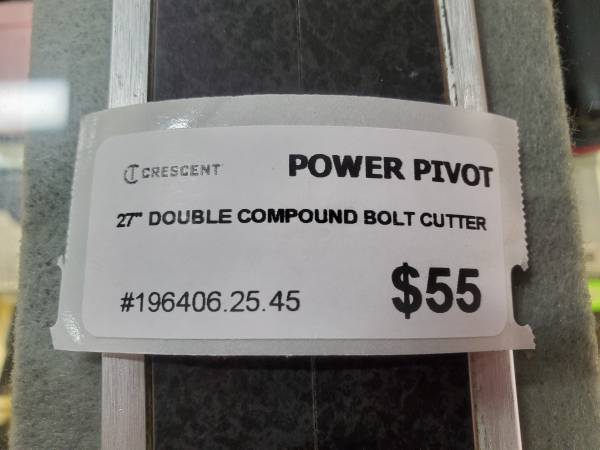 CRESCENT POWER PIVOT
27" DOUBLE COMPOUND BOLT CUTTER
#196406.25.45 $55